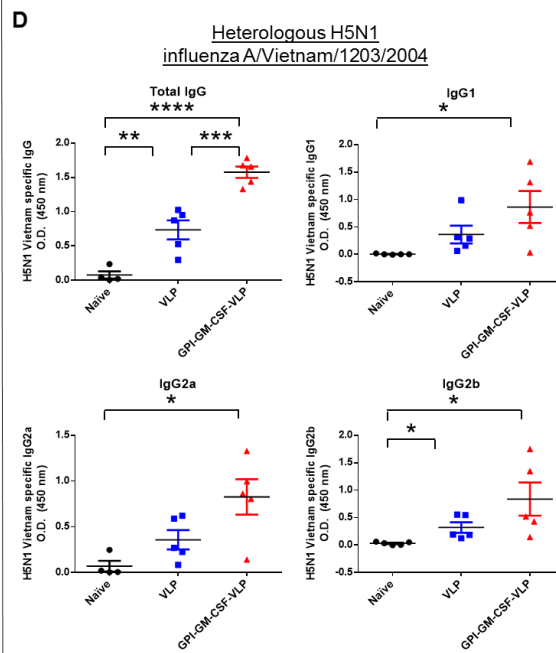 D
Heterologous H5N1
influenza A/Vietnam/1203/2004
Total IgG
****
**
***
H5N1 Vietnam specific IgG
O.D. (450 nm)
2.0
1.5
1.0
0.5
0.0
Naïve
VLP
GPI-GM-CSF-VLP
IgG1
*
H5N1 Vietnam specific IgG1
O.D. (450 nm)
2.0
1.5
1.0
0.5
0.0
-0.5
Naïve
VLP
GPI-GM-CSF-VLP
IgG2a
*
H5N1 Vietnam specific IgG2a
O.D. (450 nm)
1.5
1.0
0.5
0.0
Naïve
VLP
GPI-GM-CSF-VLP
IgG2b
*
*
H5N1 Vietnam specific IgG2b
O.D. (450 nm)
2.0
1.5
1.0
0.5
0.0
-0.5
Naïve
VLP
GPI-GM-CSF-VLP